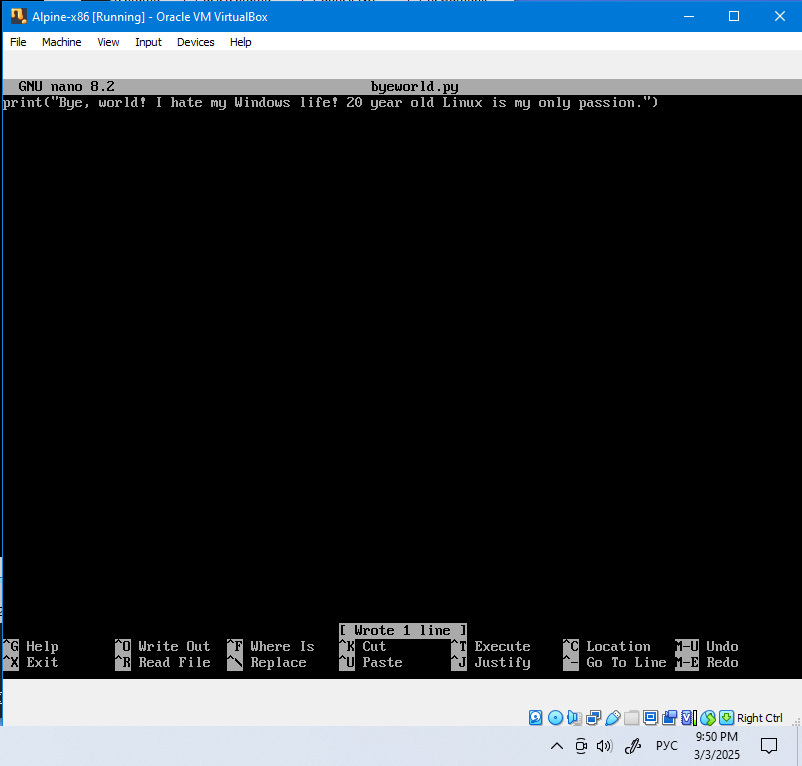 Alpine-x86 [Running] - Oracle VM VirtualBox
File Machine View Input Devices Help
GNU nano 8.2 byeworld.py
print("Bye, world! I hate my Windows life! 20 year old Linux is my only passion.")
[ Wrote 1 line ]
^G Help ^O Write Out ^F Where Is ^K Cut ^T Execute ^C Location M-U Undo
^X Exit ^R Read File ^\ Replace ^U Paste ^J Justify ^- Go To Line M-E Redo
Right Ctrl
РУС
9:50 PM
3/3/2025